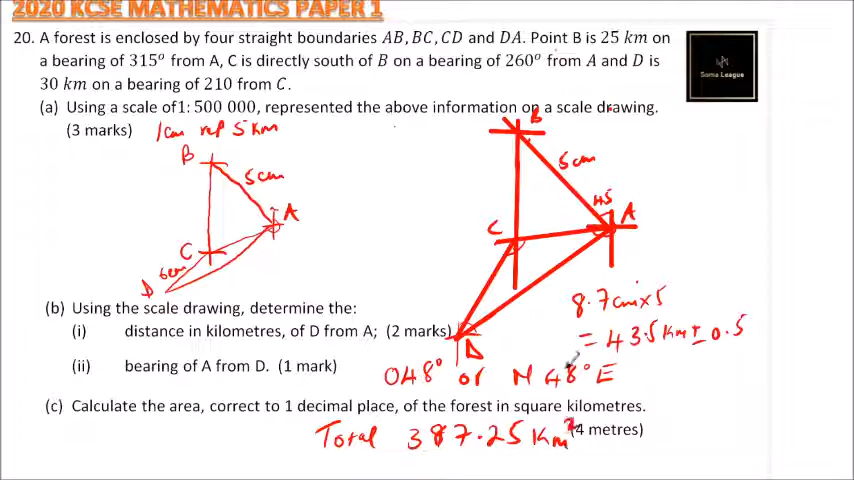 2020 KCSE MATHEMATICS PAPER 1
20. A forest is enclosed by four straight boundaries AB, BC, CD and DA. Point B is 25 km on
a bearing of 315° from A, C is directly south of B on a bearing of 260° from A and D is
30 km on a bearing of 210 from C.
Soma League
(a) Using a scale of1: 500 000, represented the above information on a scale drawing.
(3 marks) 1cm rep 5km
B
5cm
A
C
6cm
D
B
5cm
45
A
C
D
8.7cm x 5
= 43.5km ± 0.5
(b) Using the scale drawing, determine the:
(i) distance in kilometres, of D from A; (2 marks)
(ii) bearing of A from D. (1 mark)
048° or N48°E
(c) Calculate the area, correct to 1 decimal place, of the forest in square kilometres.
(4 metres)
Total 387.25 Km²